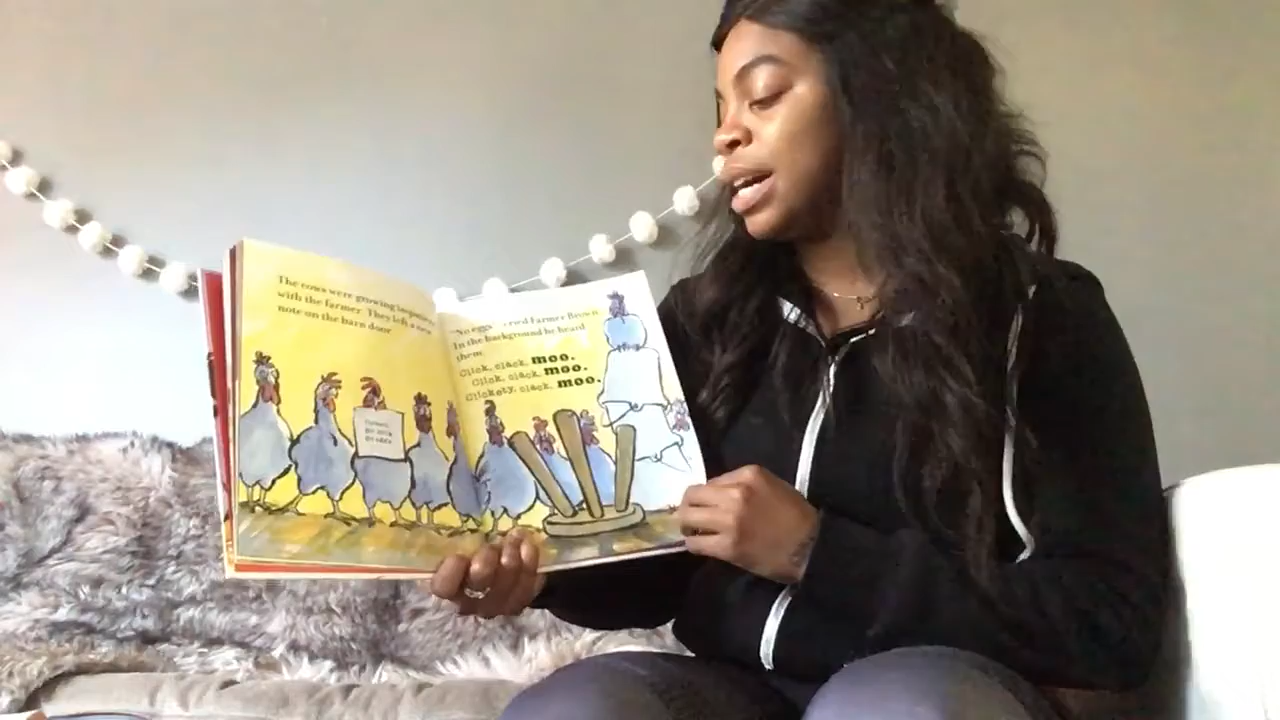 The cows were growing impatient
with the farmer. They left a new
note on the barn door.
"No eggs cried Farmer Brown.
In the background he heard
them.
Click, clack, moo.
Click, clack, moo.
Clickety, clack, moo.